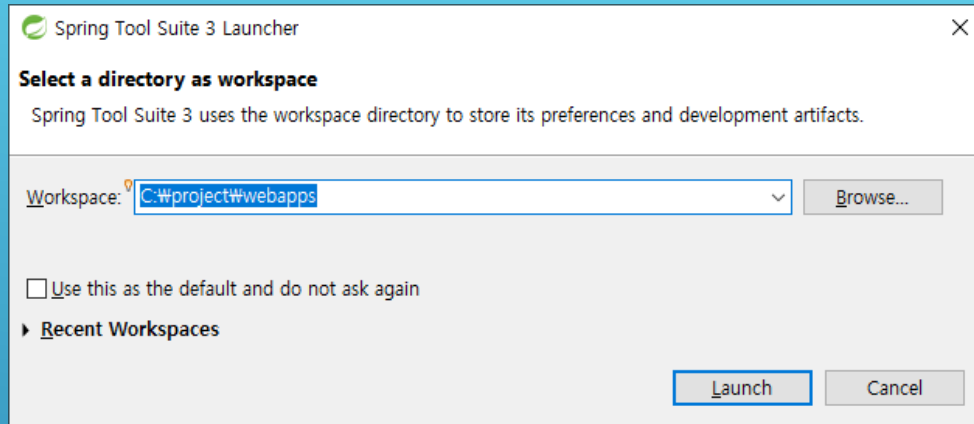 Spring Tool Suite 3 Launcher
Select a directory as workspace
Spring Tool Suite 3 uses the workspace directory to store its preferences and development artifacts.
Workspace: C:₩project₩webapps Browse...
Use this as the default and do not ask again
Recent Workspaces
Launch Cancel